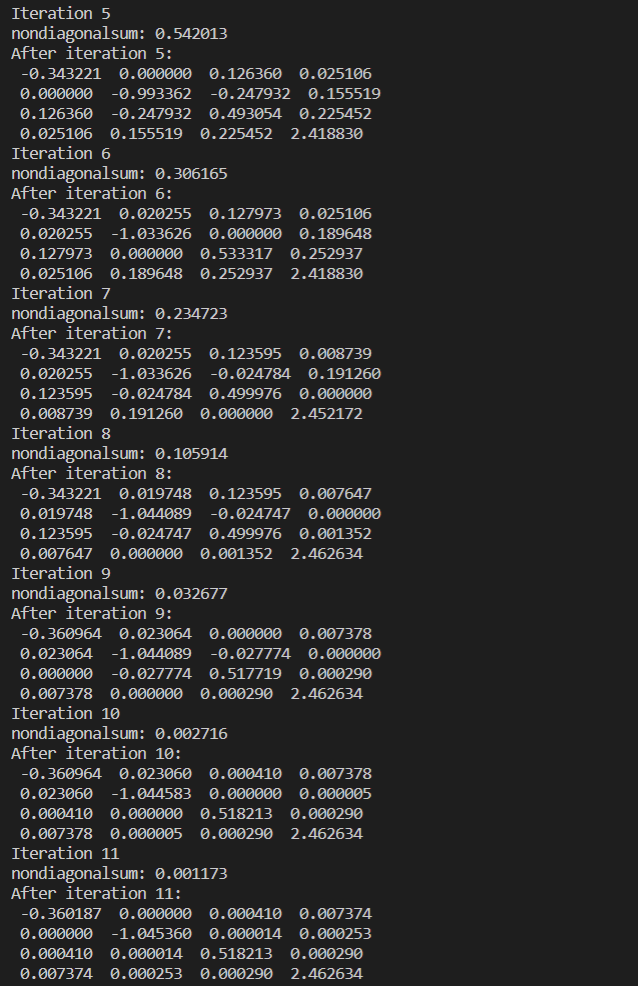 Iteration 5
nondiagonalsum: 0.542013
After iteration 5:
-0.343221 0.000000 0.126360 0.025106
0.000000 -0.993362 -0.247932 0.155519
0.126360 -0.247932 0.493054 0.225452
0.025106 0.155519 0.225452 2.418830
Iteration 6
nondiagonalsum: 0.306165
After iteration 6:
-0.343221 0.020255 0.127973 0.025106
0.020255 -1.033626 0.000000 0.189648
0.127973 0.000000 0.533317 0.252937
0.025106 0.189648 0.252937 2.418830
Iteration 7
nondiagonalsum: 0.234723
After iteration 7:
-0.343221 0.020255 0.123595 0.008739
0.020255 -1.033626 -0.024784 0.191260
0.123595 -0.024784 0.499976 0.000000
0.008739 0.191260 0.000000 2.452172
Iteration 8
nondiagonalsum: 0.105914
After iteration 8:
-0.343221 0.019748 0.123595 0.007647
0.019748 -1.044089 -0.024747 0.000000
0.123595 -0.024747 0.499976 0.001352
0.007647 0.000000 0.001352 2.462634
Iteration 9
nondiagonalsum: 0.032677
After iteration 9:
-0.360964 0.023064 0.000000 0.007378
0.023064 -1.044089 -0.027774 0.000000
0.000000 -0.027774 0.517719 0.000290
0.007378 0.000000 0.000290 2.462634
Iteration 10
nondiagonalsum: 0.002716
After iteration 10:
-0.360964 0.023060 0.000410 0.007378
0.023060 -1.044583 0.000000 0.000005
0.000410 0.000000 0.518213 0.000290
0.007378 0.000005 0.000290 2.462634
Iteration 11
nondiagonalsum: 0.001173
After iteration 11:
-0.360187 0.000000 0.000410 0.007374
0.000000 -1.045360 0.000014 0.000253
0.000410 0.000014 0.518213 0.000290
0.007374 0.000253 0.000290 2.462634